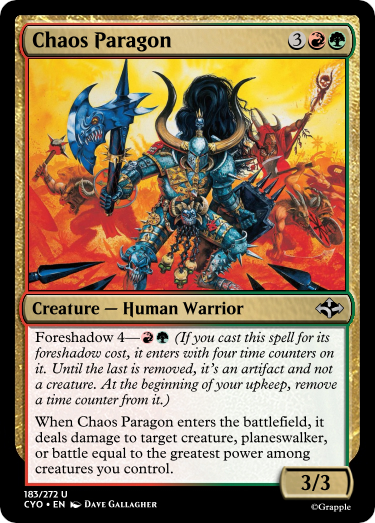 Chaos Paragon 3
Creature — Human Warrior
Foreshadow 4— (If you cast this spell for its
foreshadow cost, it enters with four time counters on
it. Until the last is removed, it's an artifact and not
a creature. At the beginning of your upkeep, remove
a time counter from it.)
When Chaos Paragon enters the battlefield, it
deals damage to target creature, planeswalker,
or battle equal to the greatest power among
creatures you control.
3/3
183/272 U
CYO • EN Dave Gallagher
©Grapple